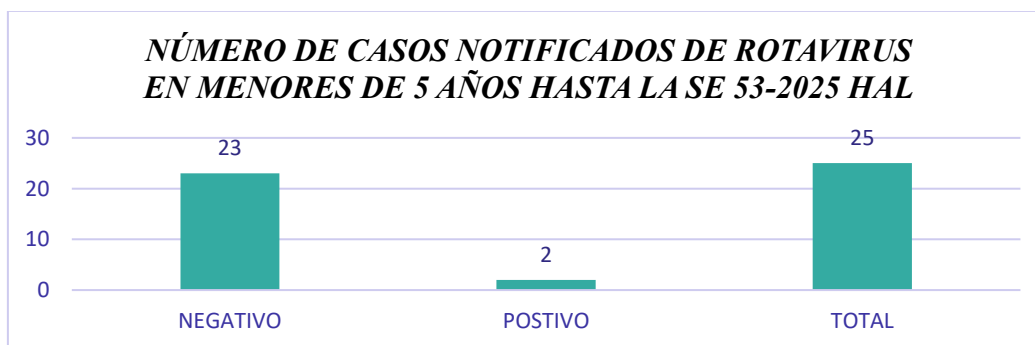 NÚMERO DE CASOS NOTIFICADOS DE ROTAVIRUS
EN MENORES DE 5 AÑOS HASTA LA SE 53-2025 HAL
30
20
10
0
23
2
25
NEGATIVO
POSTIVO
TOTAL